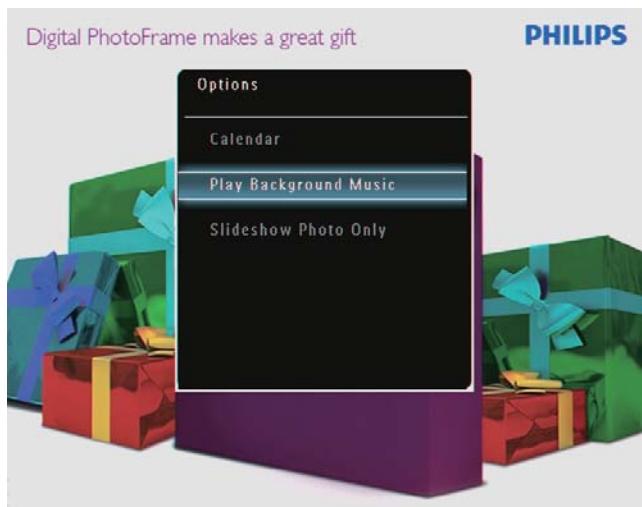 Digital PhotoFrame makes a great gift
PHILIPS
Options
Calendar
Play Background Music
Slideshow Photo Only